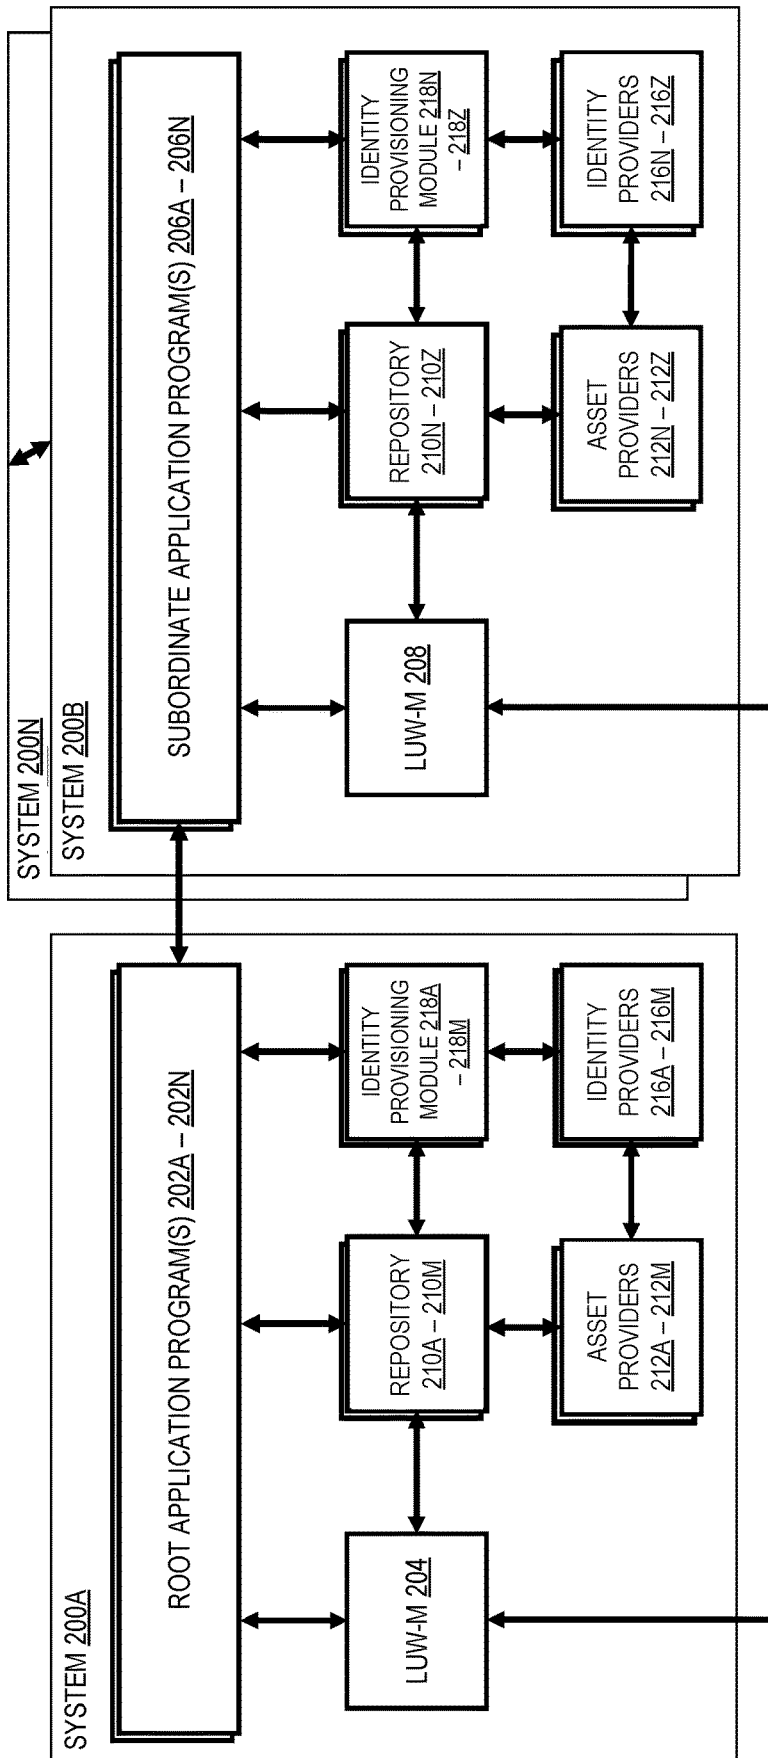 SYSTEM 200A
ROOT APPLICATION PROGRAM(S) 202A – 202N
LUW-M 204
REPOSITORY
210A – 210M
IDENTITY
PROVISIONING
MODULE 218A
– 218M
ASSET
PROVIDERS
212A – 212M
IDENTITY
PROVIDERS
216A – 216M
SYSTEM 200N
SYSTEM 200B
SUBORDINATE APPLICATION PROGRAM(S) 206A – 206N
LUW-M 208
REPOSITORY
210N – 210Z
IDENTITY
PROVISIONING
MODULE 218N
– 218Z
ASSET
PROVIDERS
212N – 212Z
IDENTITY
PROVIDERS
216N – 216Z